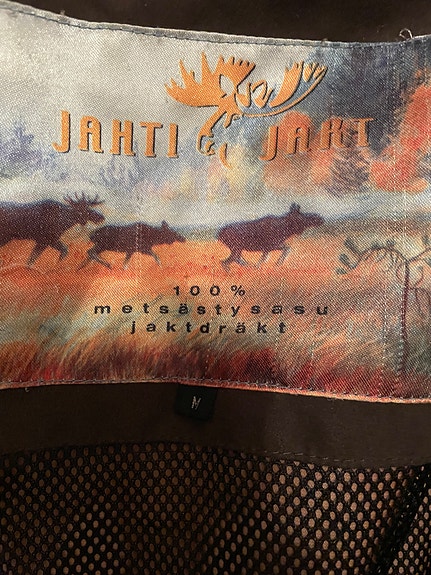 JAHTI JAKT
100%
metsästysasu
jaktdräkt
M